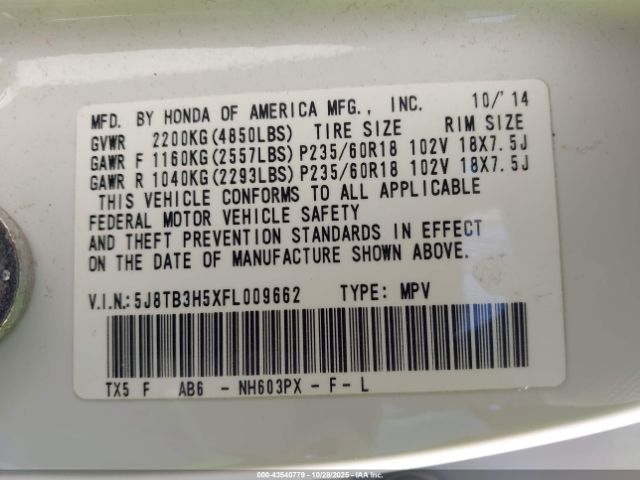 MFD. BY HONDA OF AMERICA MFG., INC. 10/'14
GVWR 2200KG(4850LBS) TIRE SIZE RIM SIZE
GAWR F 1160KG(2557LBS) P235/60R18 102V 18X7.5J
GAWR R 1040KG(2293LBS) P235/60R18 102V 18X7.5J
THIS VEHICLE CONFORMS TO ALL APPLICABLE
FEDERAL MOTOR VEHICLE SAFETY
AND THEFT PREVENTION STANDARDS IN EFFECT
ON THE DATE OF MANUFACTURE SHOWN ABOVE.
V.I.N:5J8TB3H5XFL009662 TYPE: MPV
TX5 F AB6 - NH603PX - F - L
000-43540779 | 10/28/2025 | IAAI.COM